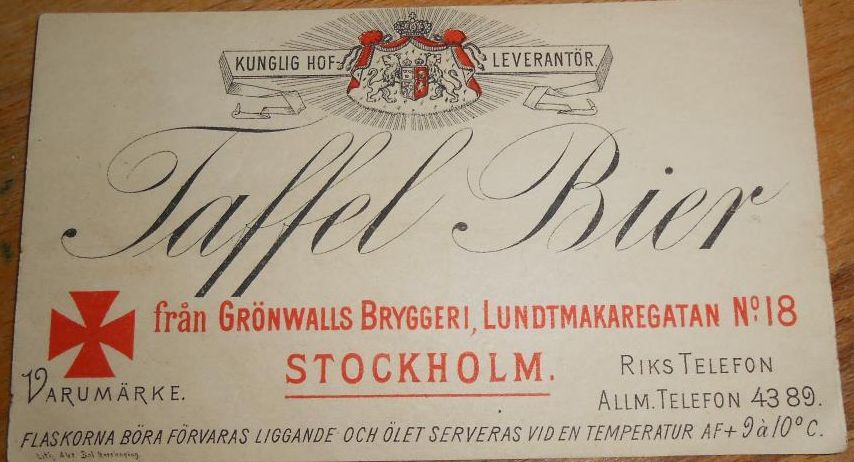 KUNGLIG HOF- LEVERANTÖR.
Taffel Bier
från GRÖNWALLS BRYGGERI, LUNDTMAKAREGATAN No 18
STOCKHOLM.
RIKS TELEFON
ALLM. TELEFON 43 89.
VARUMÄRKE.
FLASKORNA BÖRA FÖRVARAS LIGGANDE OCH ÖLET SERVERAS VID EN TEMPERATUR AF + 9 à 10° C.